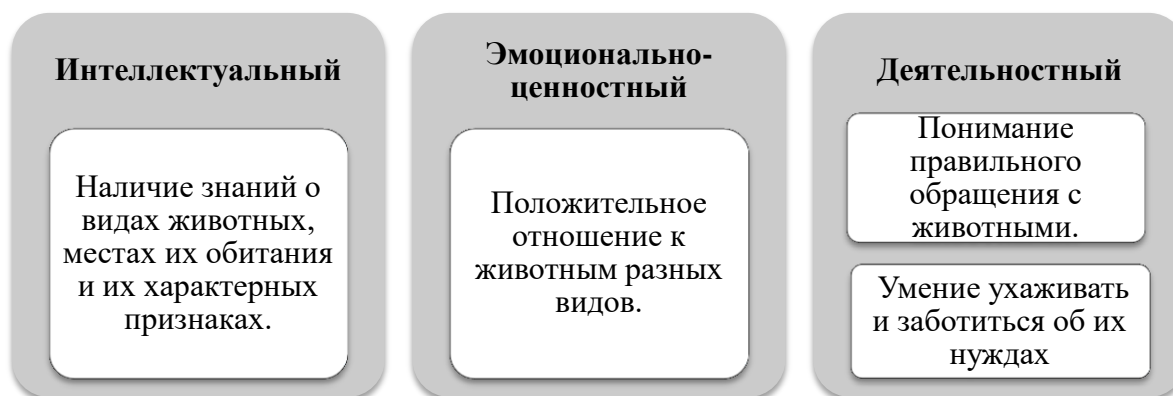 Интеллектуальный
Наличие знаний о
видах животных,
местах их обитания
и их характерных
признаках.
Эмоционально-
ценностный
Положительное
отношение к
животным разных
видов.
Деятельностный
Понимание
правильного
обращения с
животными.
Умение ухаживать
и заботиться об их
нуждах